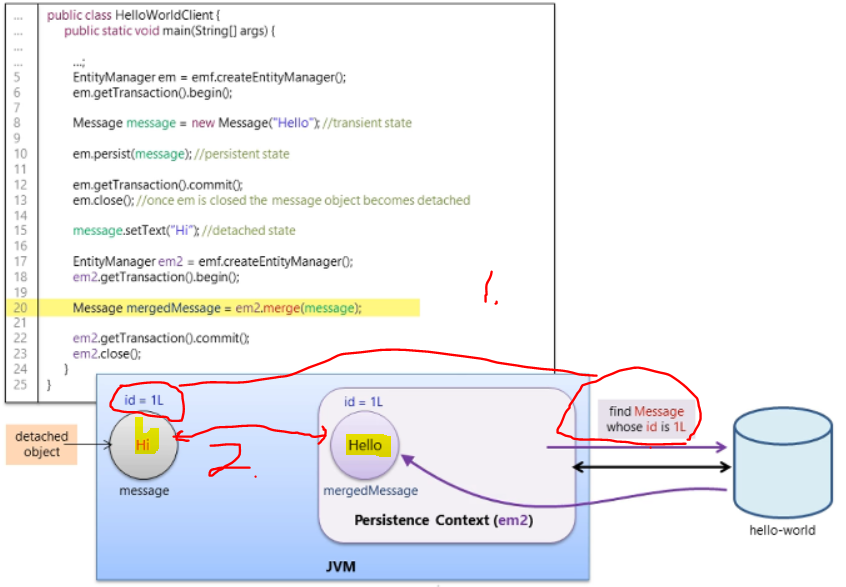 ... public class HelloWorldClient {
... public static void main(String[] args) {
...
... ...;
5 EntityManager em = emf.createEntityManager();
6 em.getTransaction().begin();
7
8 Message message = new Message("Hello"); //transient state
9
10 em.persist(message); //persistent state
11
12 em.getTransaction().commit();
13 em.close(); //once em is closed the message object becomes detached
14
15 message.setText("Hi"); //detached state
16
17 EntityManager em2 = emf.createEntityManager();
18 em2.getTransaction().begin();
19
20 Message mergedMessage = em2.merge(message);
21
22 em2.getTransaction().commit();
23 em2.close();
24 }
25 }
1.
id = 1L
id = 1L
find Message
whose id is 1L
detached
object
Hi
Hello
2.
message
mergedMessage
Persistence Context (em2)
hello-world
JVM